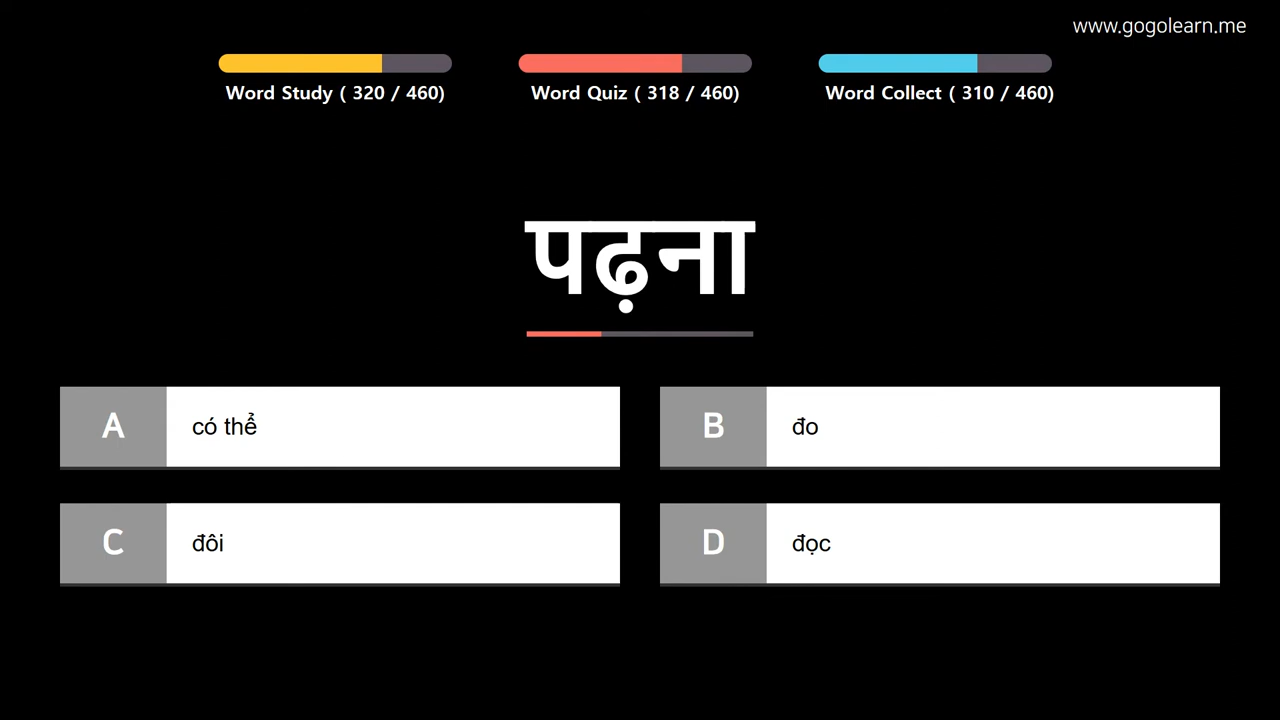 www.gogolearn.me
Word Study ( 320 / 460)
Word Quiz ( 318 / 460)
Word Collect ( 310 / 460)
पढ़ना
A có thể
B đo
C đôi
D đọc